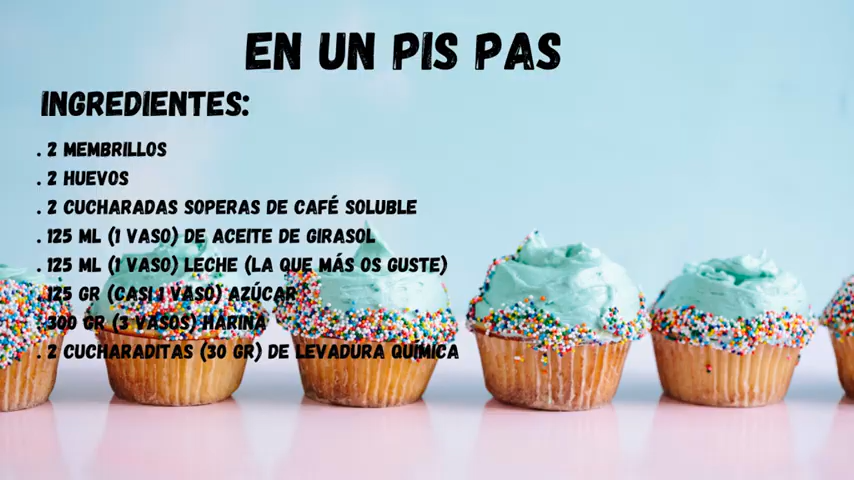 EN UN PIS PAS
INGREDIENTES:
. 2 MEMBRILLOS
. 2 HUEVOS
. 2 CUCHARADAS SOPERAS DE CAFÉ SOLUBLE
. 125 ML (1 VASO) DE ACEITE DE GIRASOL
. 125 ML (1 VASO) LECHE (LA QUE MÁS OS GUSTE)
. 125 GR (CASI 1 VASO) AZÚCAR
. 300 GR (3 VASOS) HARINA
. 2 CUCHARADITAS (30 GR) DE LEVADURA QUÍMICA